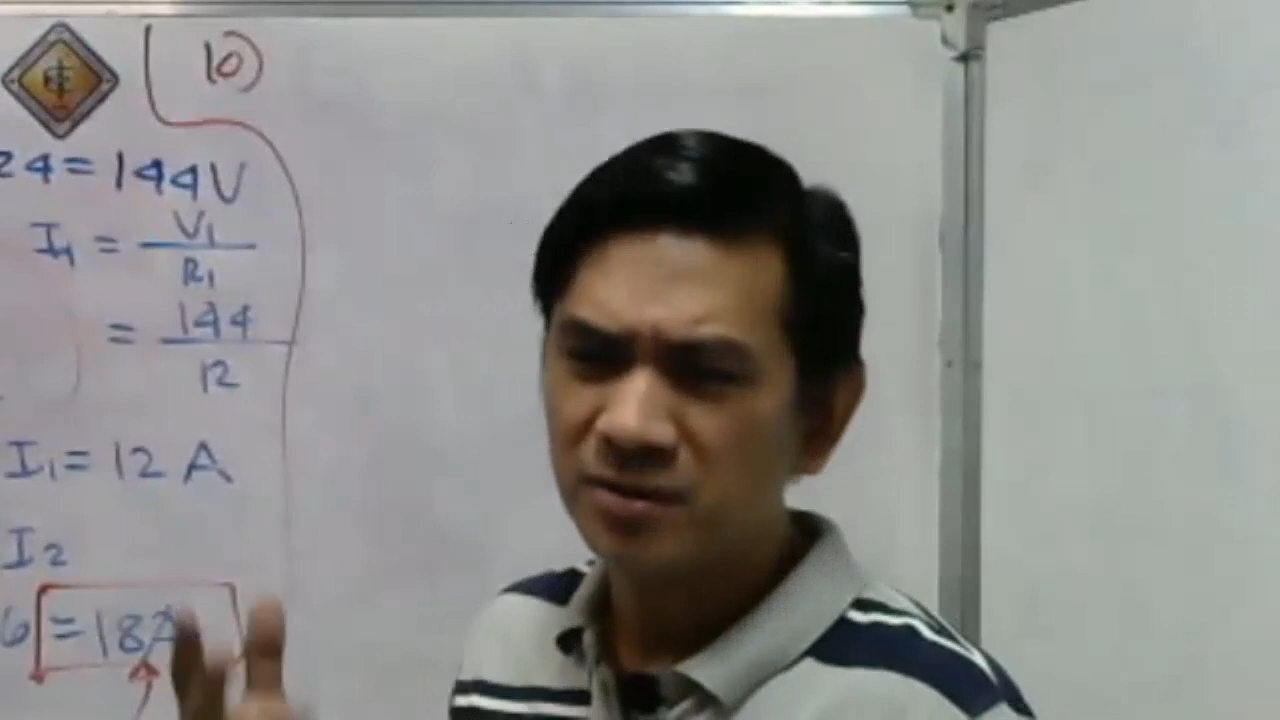 10)
24=144V
I1 = V1
R1
= 144
12
I1= 12 A
I2
6 =18A